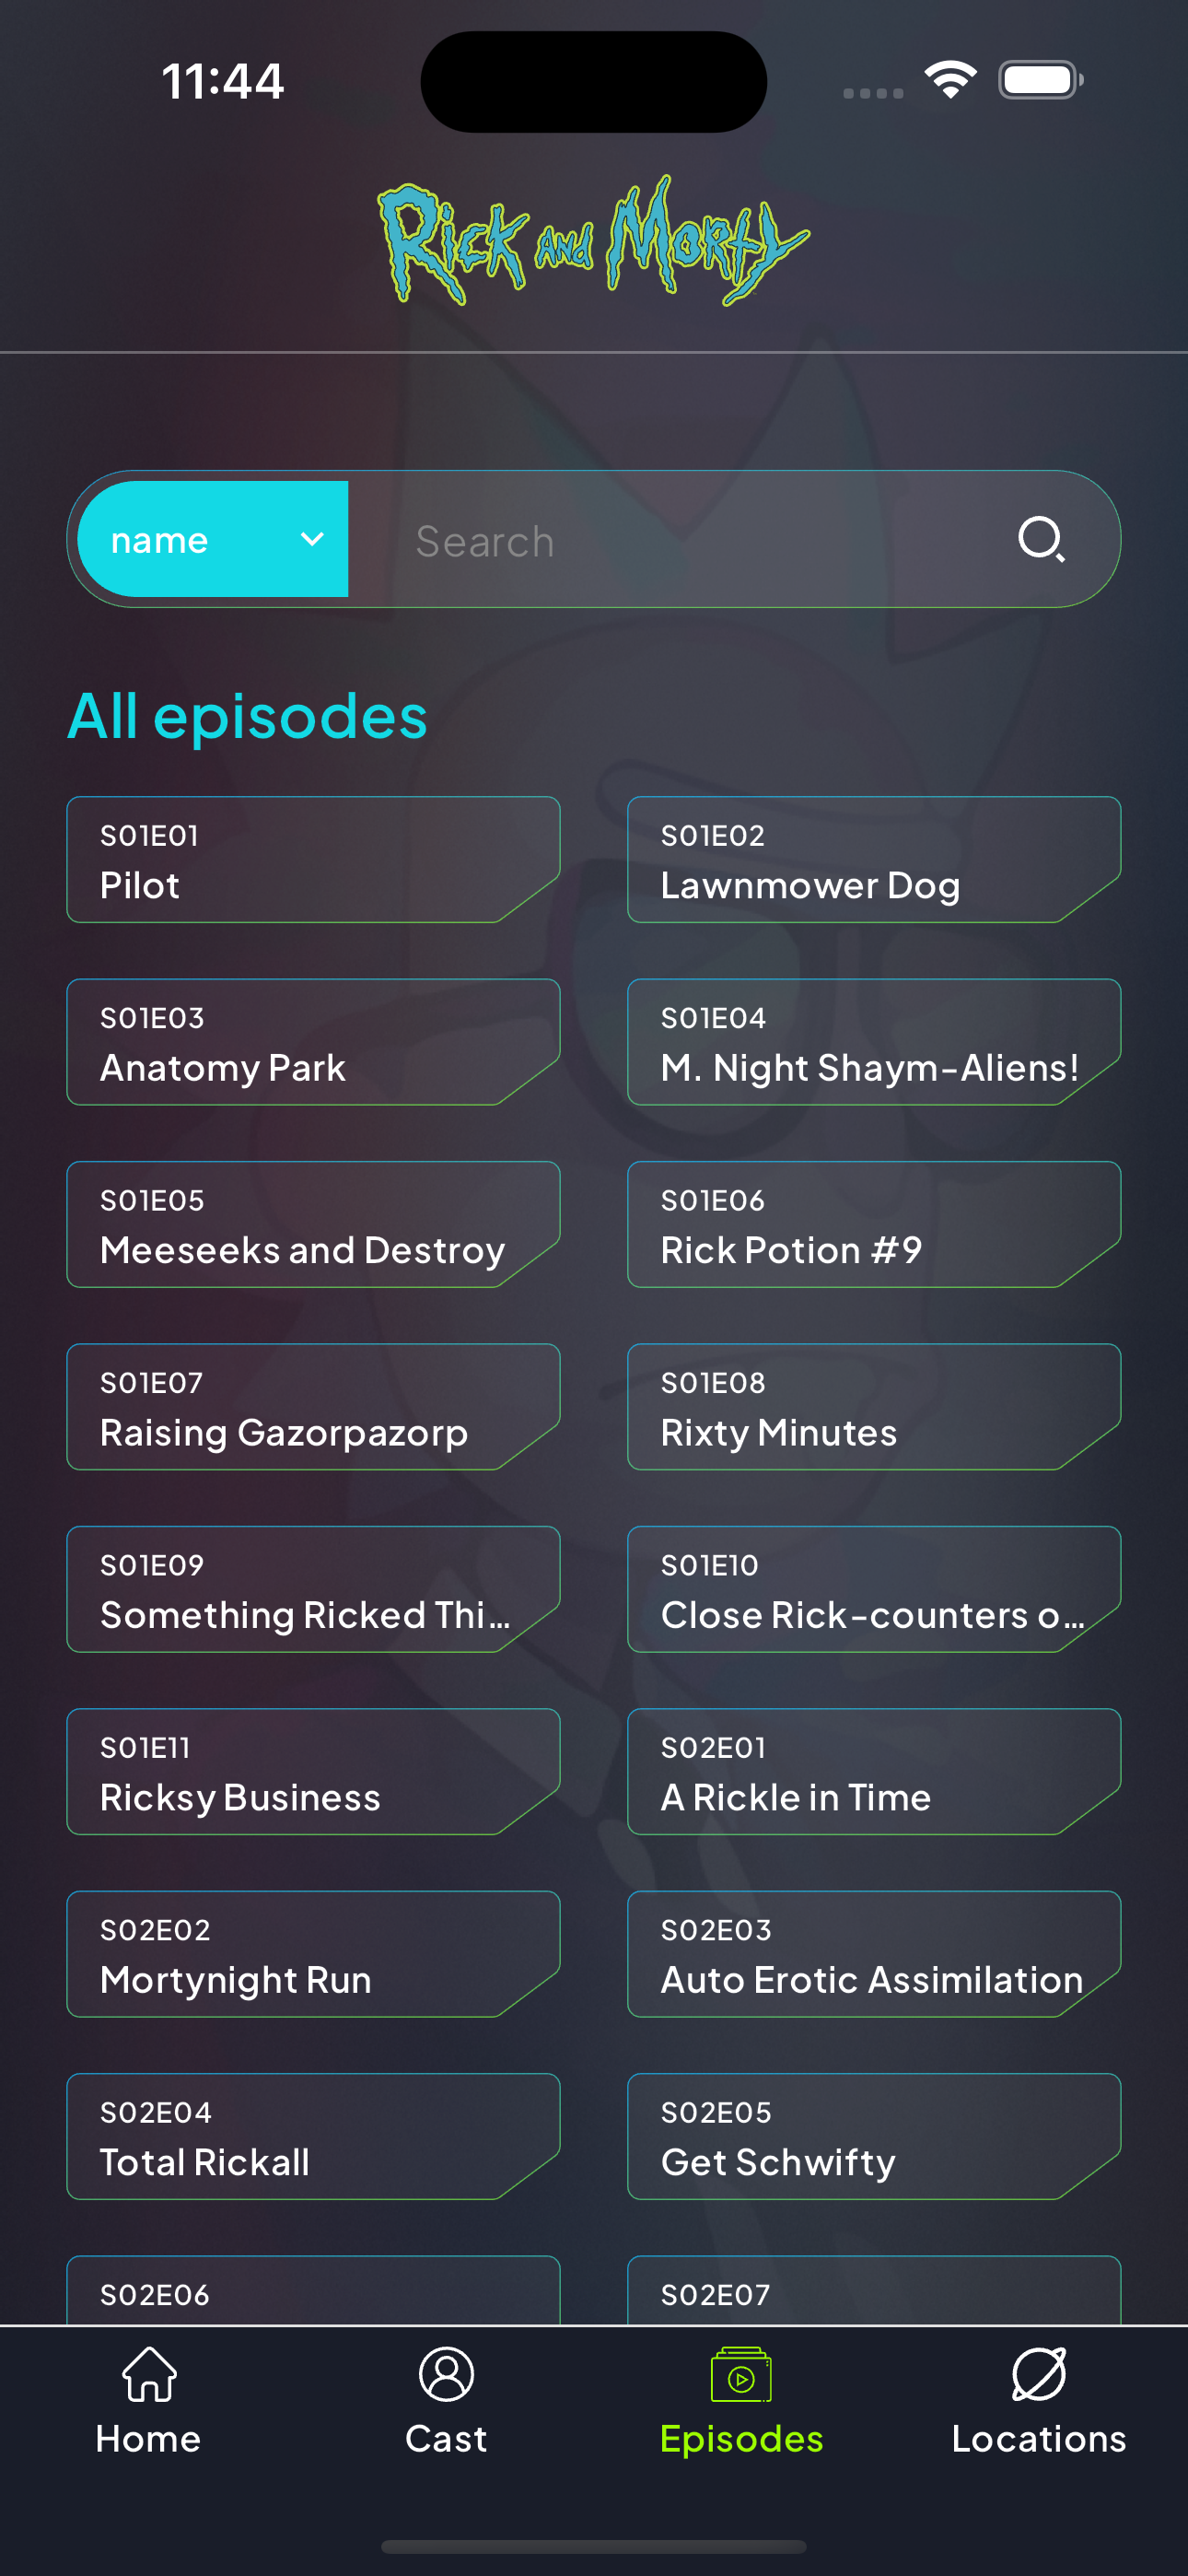 11:44
Rick and Morty
name
Search
All episodes
S01E01
Pilot
S01E02
Lawnmower Dog
S01E03
Anatomy Park
S01E04
M. Night Shaym-Aliens!
S01E05
Meeseeks and Destroy
S01E06
Rick Potion #9
S01E07
Raising Gazorpazorp
S01E08
Rixty Minutes
S01E09
Something Ricked Thi...
S01E10
Close Rick-counters o...
S01E11
Ricksy Business
S02E01
A Rickle in Time
S02E02
Mortynight Run
S02E03
Auto Erotic Assimilation
S02E04
Total Rickall
S02E05
Get Schwifty
S02E06
S02E07
Home
Cast
Episodes
Locations